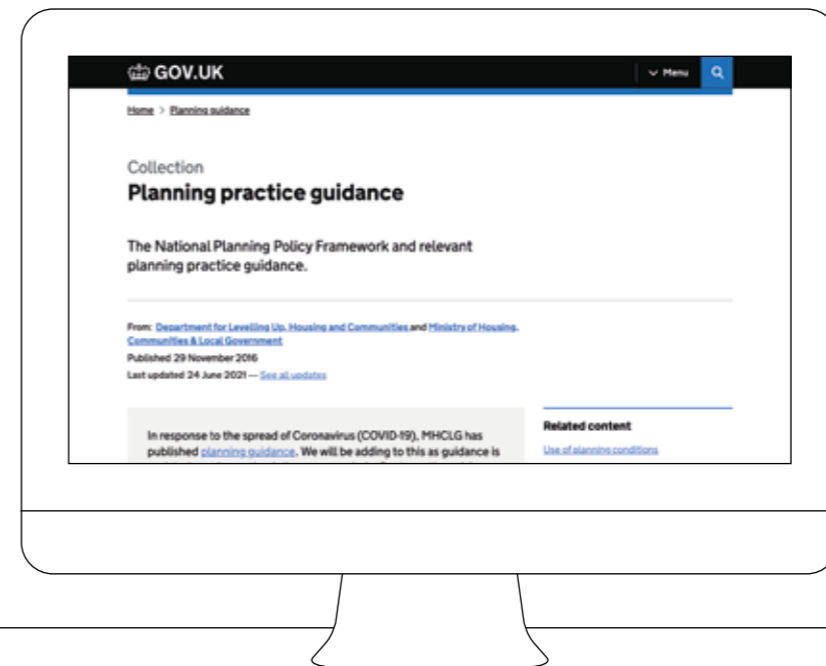 GOV.UK
Menu
Home > Planning guidance
Collection
Planning practice guidance
The National Planning Policy Framework and relevant
planning practice guidance.
From: Department for Levelling Up, Housing and Communities and Ministry of Housing,
Communities & Local Government
Published 29 November 2016
Last updated 24 June 2021 — See all updates
In response to the spread of Coronavirus (COVID-19), MHCLG has
published planning guidance. We will be adding to this as guidance is
Related content
Use of planning conditions